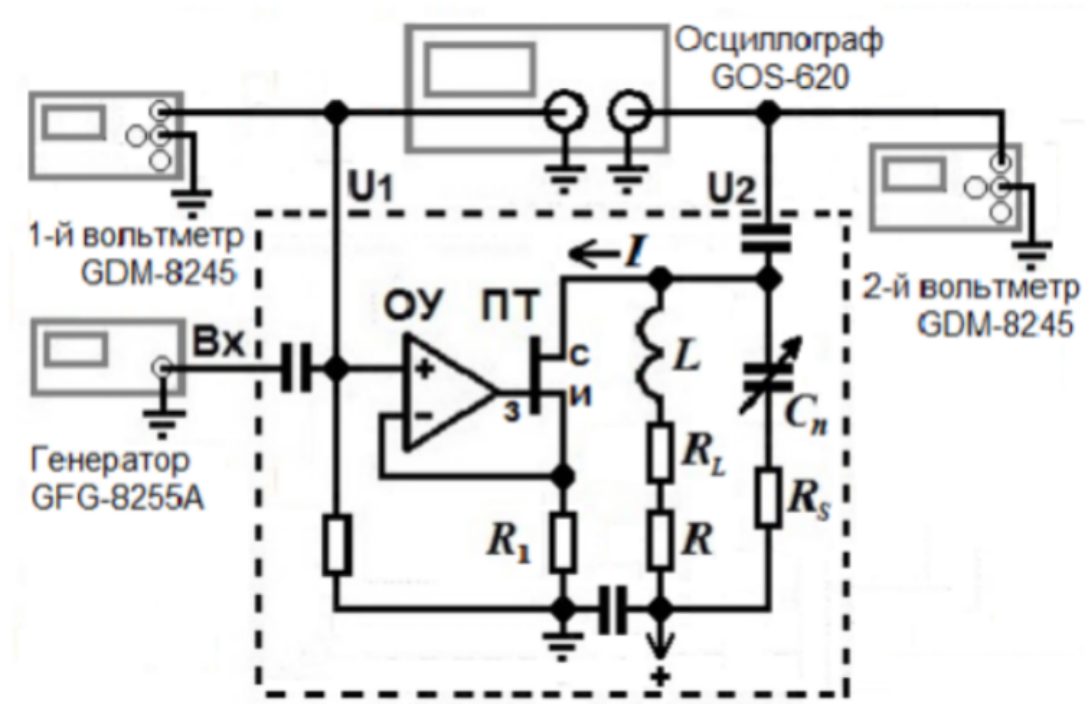 Осциллограф
GOS-620
U1
U2
1-й вольтметр
GDM-8245
I
2-й вольтметр
GDM-8245
ОУ ПТ
Вх
+
-
с
и
з
L
Cn
RL
Генератор
GFG-8255A
R1
R
RS
+